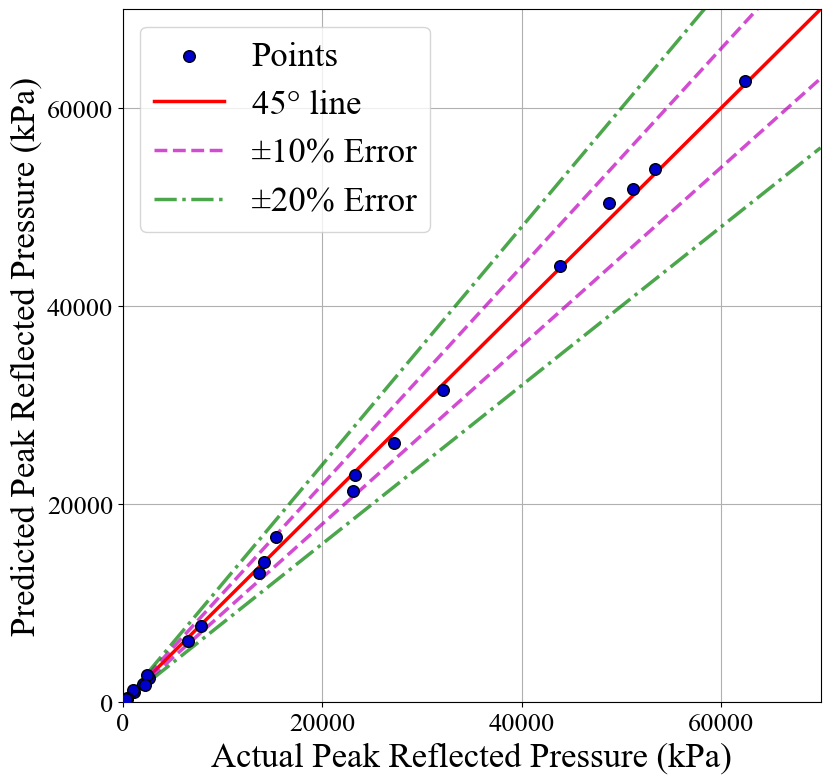 Points
45° line
±10% Error
±20% Error
Predicted Peak Reflected Pressure (kPa)
60000
40000
20000
0
0 20000 40000 60000
Actual Peak Reflected Pressure (kPa)